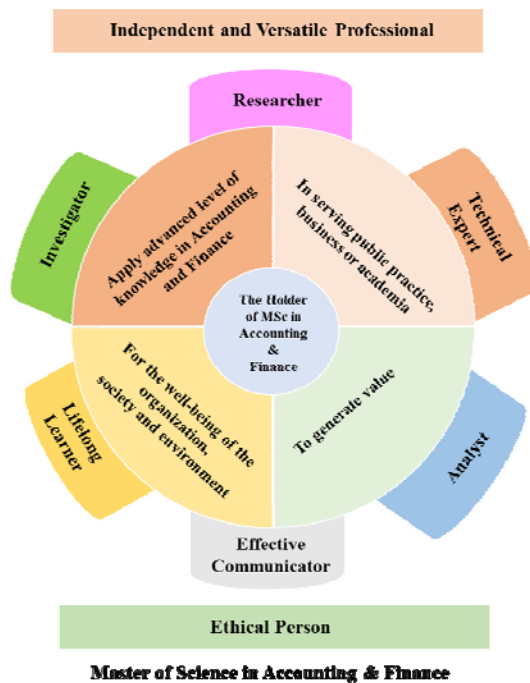 Independent and Versatile Professional
Researcher
Investigator
Technical
Expert
Apply advanced level of
knowledge in Accounting
and Finance
In serving public practice,
business or academia
The Holder
of MSc in
Accounting
&
Finance
For the well-being of the
organization,
society and environment
To generate value
Lifelong
Learner
Analyst
Effective
Communicator
Ethical Person
Master of Science in Accounting & Finance